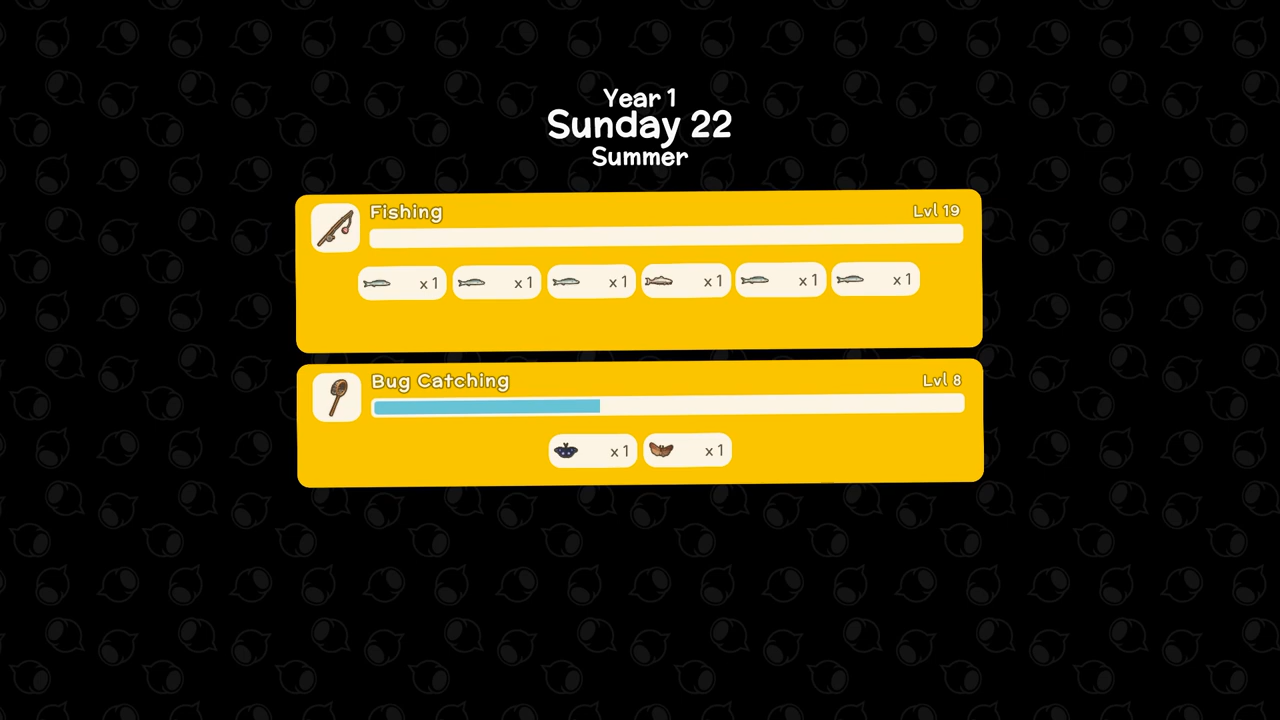 Year 1
Sunday 22
Summer
Fishing Lvl 19
x 1 x 1 x 1 x 1 x 1 x 1
Bug Catching Lvl 8
x 1 x 1